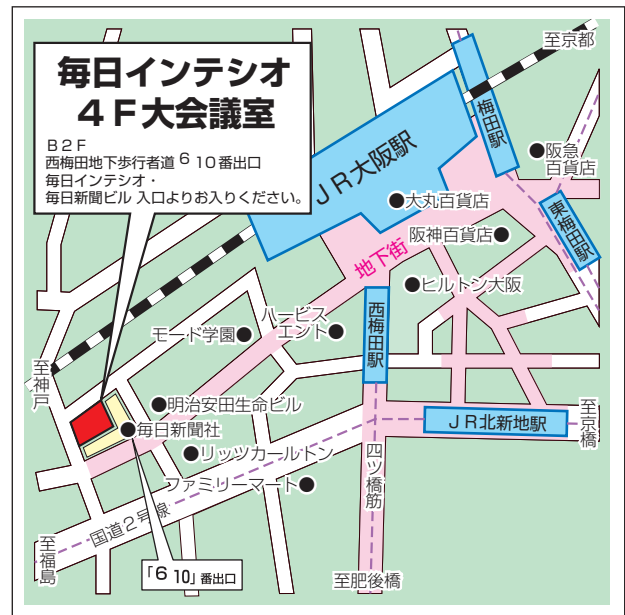 毎日インテシオ
4F大会議室
B2F
西梅田地下歩行者道 6 10 番出口
毎日インテシオ・
毎日新聞ビル 入口よりお入りください。
至京都
梅田駅
●阪急
百貨店
JR大阪駅
●大丸百貨店
東梅田駅
阪神百貨店●
地下街
●ヒルトン大阪
ハービス
エント●
西梅田駅
モード学園●
至神戸
●明治安田生命ビル
●毎日新聞社
JR北新地駅
至京橋
●リッツカールトン
四ツ橋筋
ファミリーマート●
国道2号線
至福島
「6 10」番出口
至肥後橋